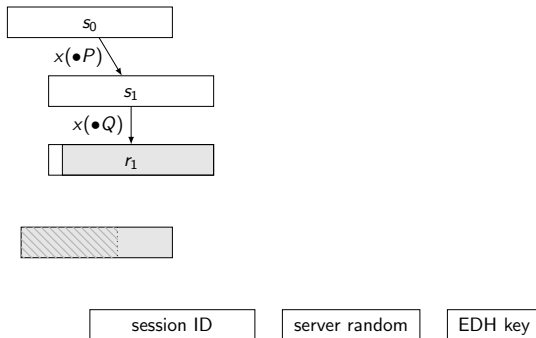 s₀
x(•P)
s₁
x(•Q)
r₁
session ID server random EDH key